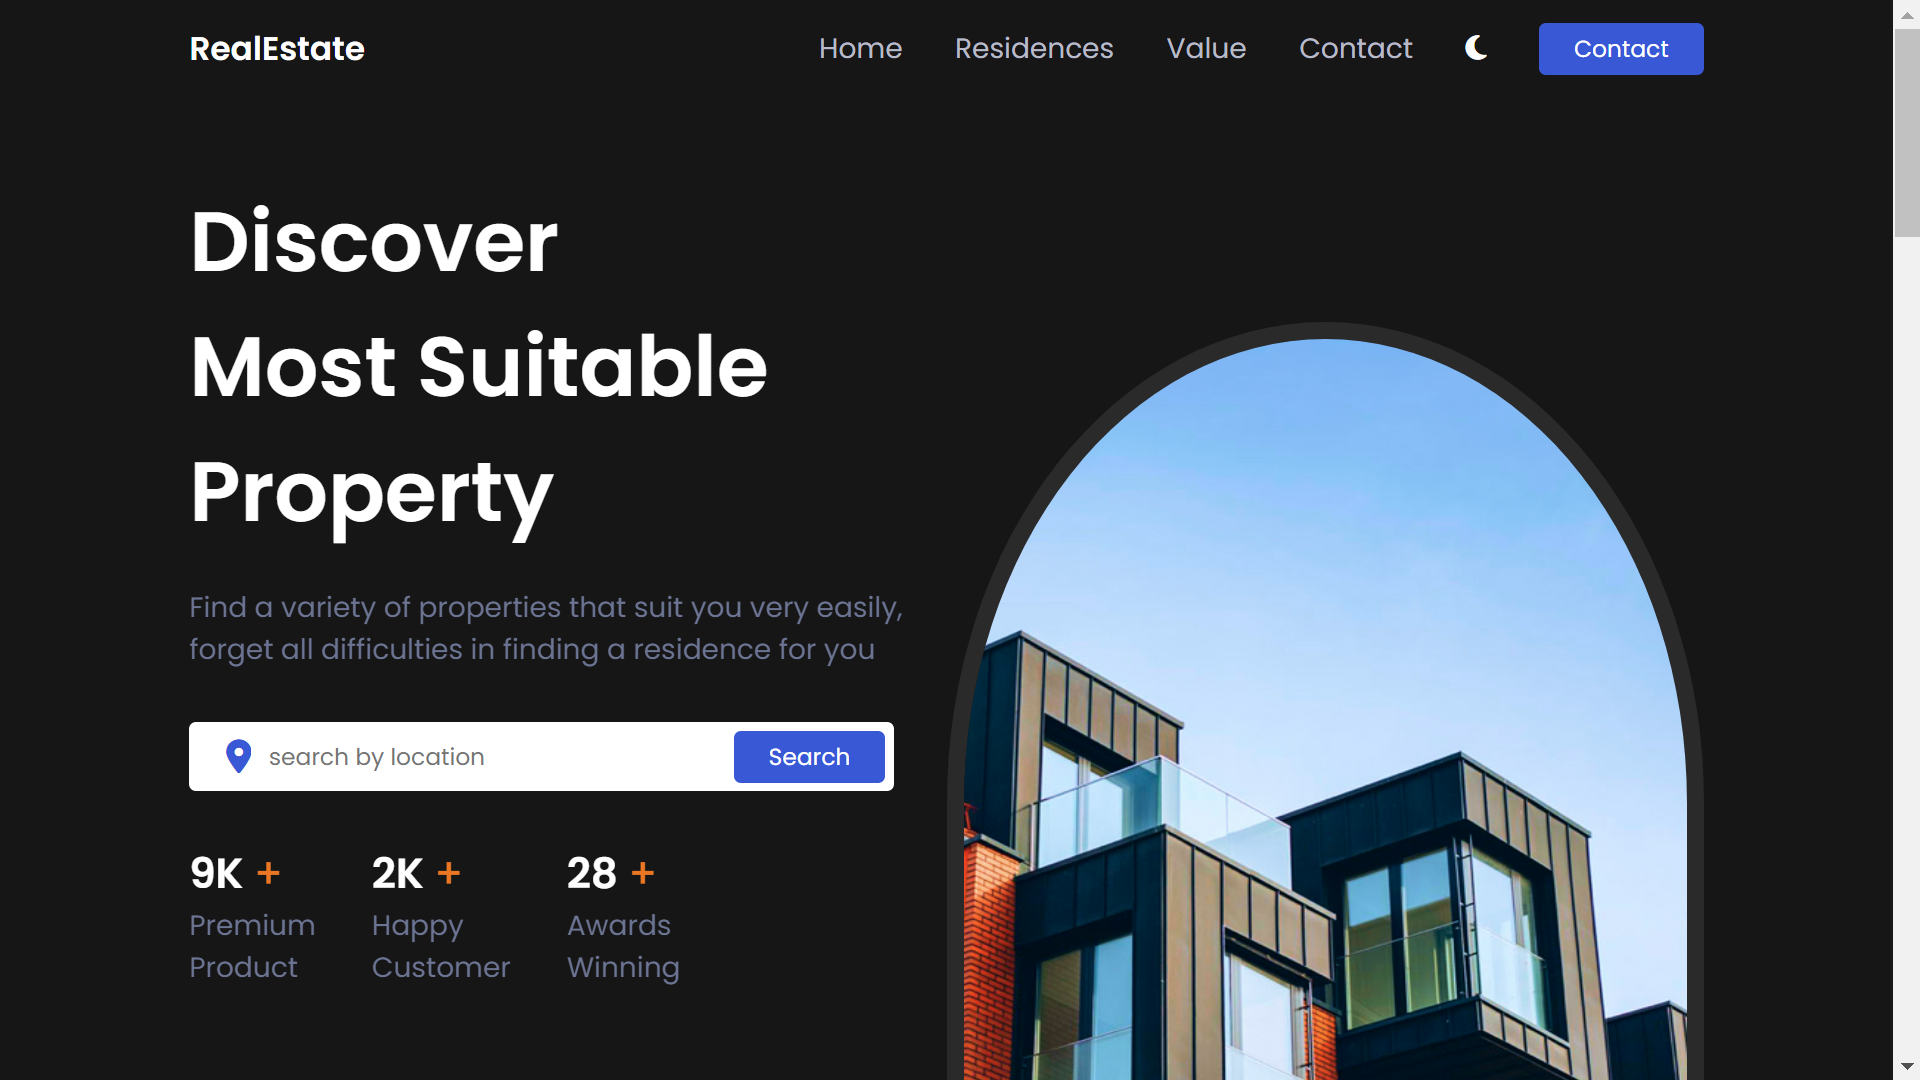 RealEstate
Home
Residences
Value
Contact
Contact
Discover
Most Suitable
Property
Find a variety of properties that suit you very easily,
forget all difficulties in finding a residence for you
search by location
Search
9K +
Premium
Product
2K +
Happy
Customer
28 +
Awards
Winning